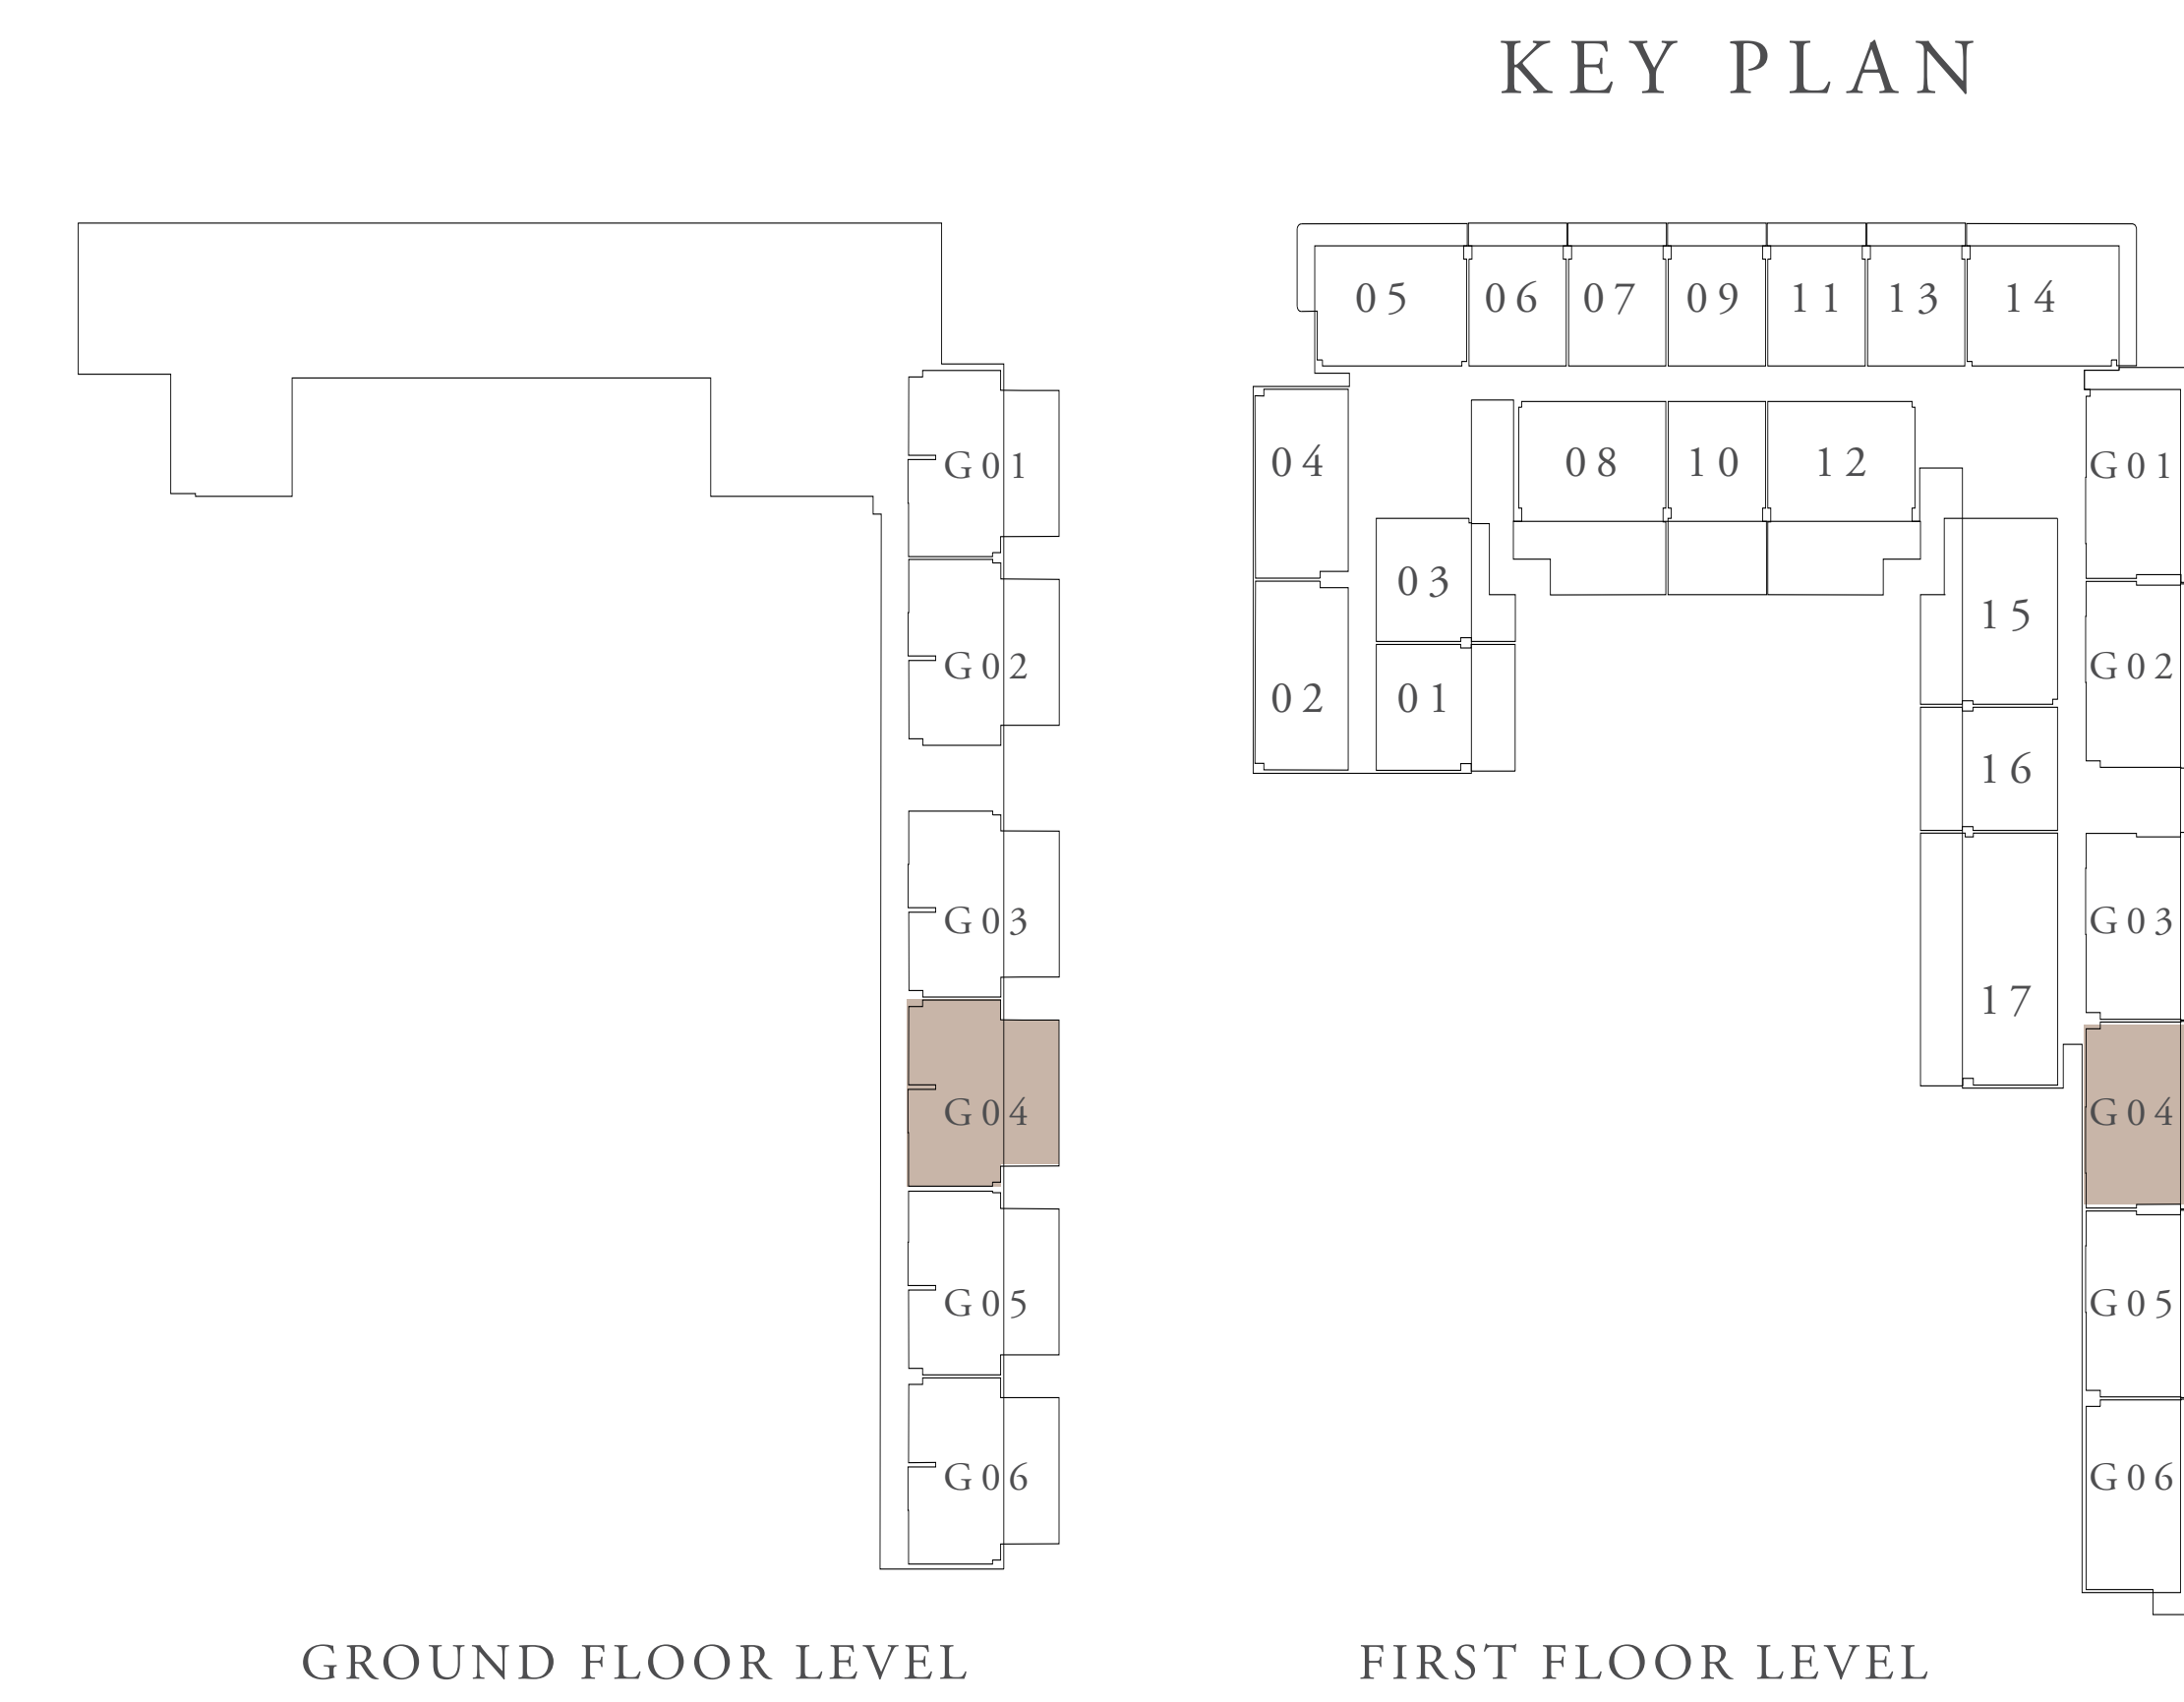 KEY PLAN
G01
G02
G03
G04
G05
G06
GROUND FLOOR LEVEL
05 06 07 09 11 13 14
04 08 10 12 G01
03 15
02 01 G02
16
G03
17
G04
G05
G06
FIRST FLOOR LEVEL